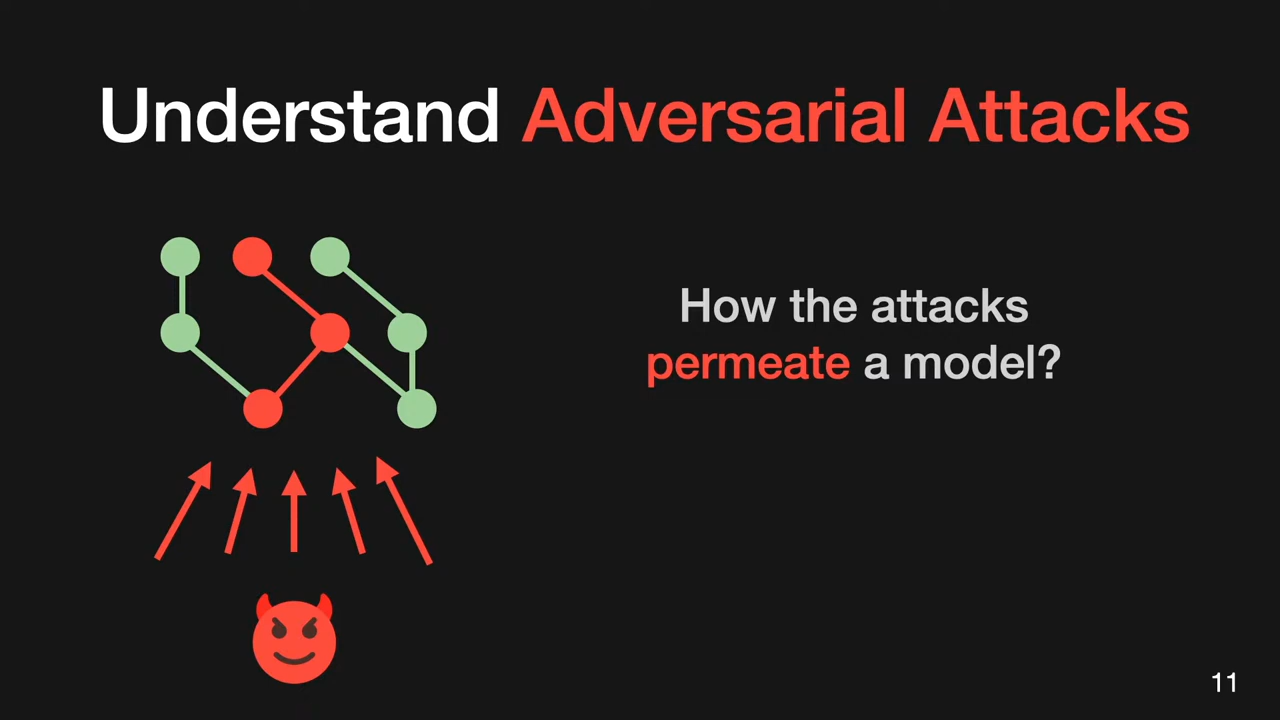 Understand Adversarial Attacks
How the attacks
permeate a model?
11